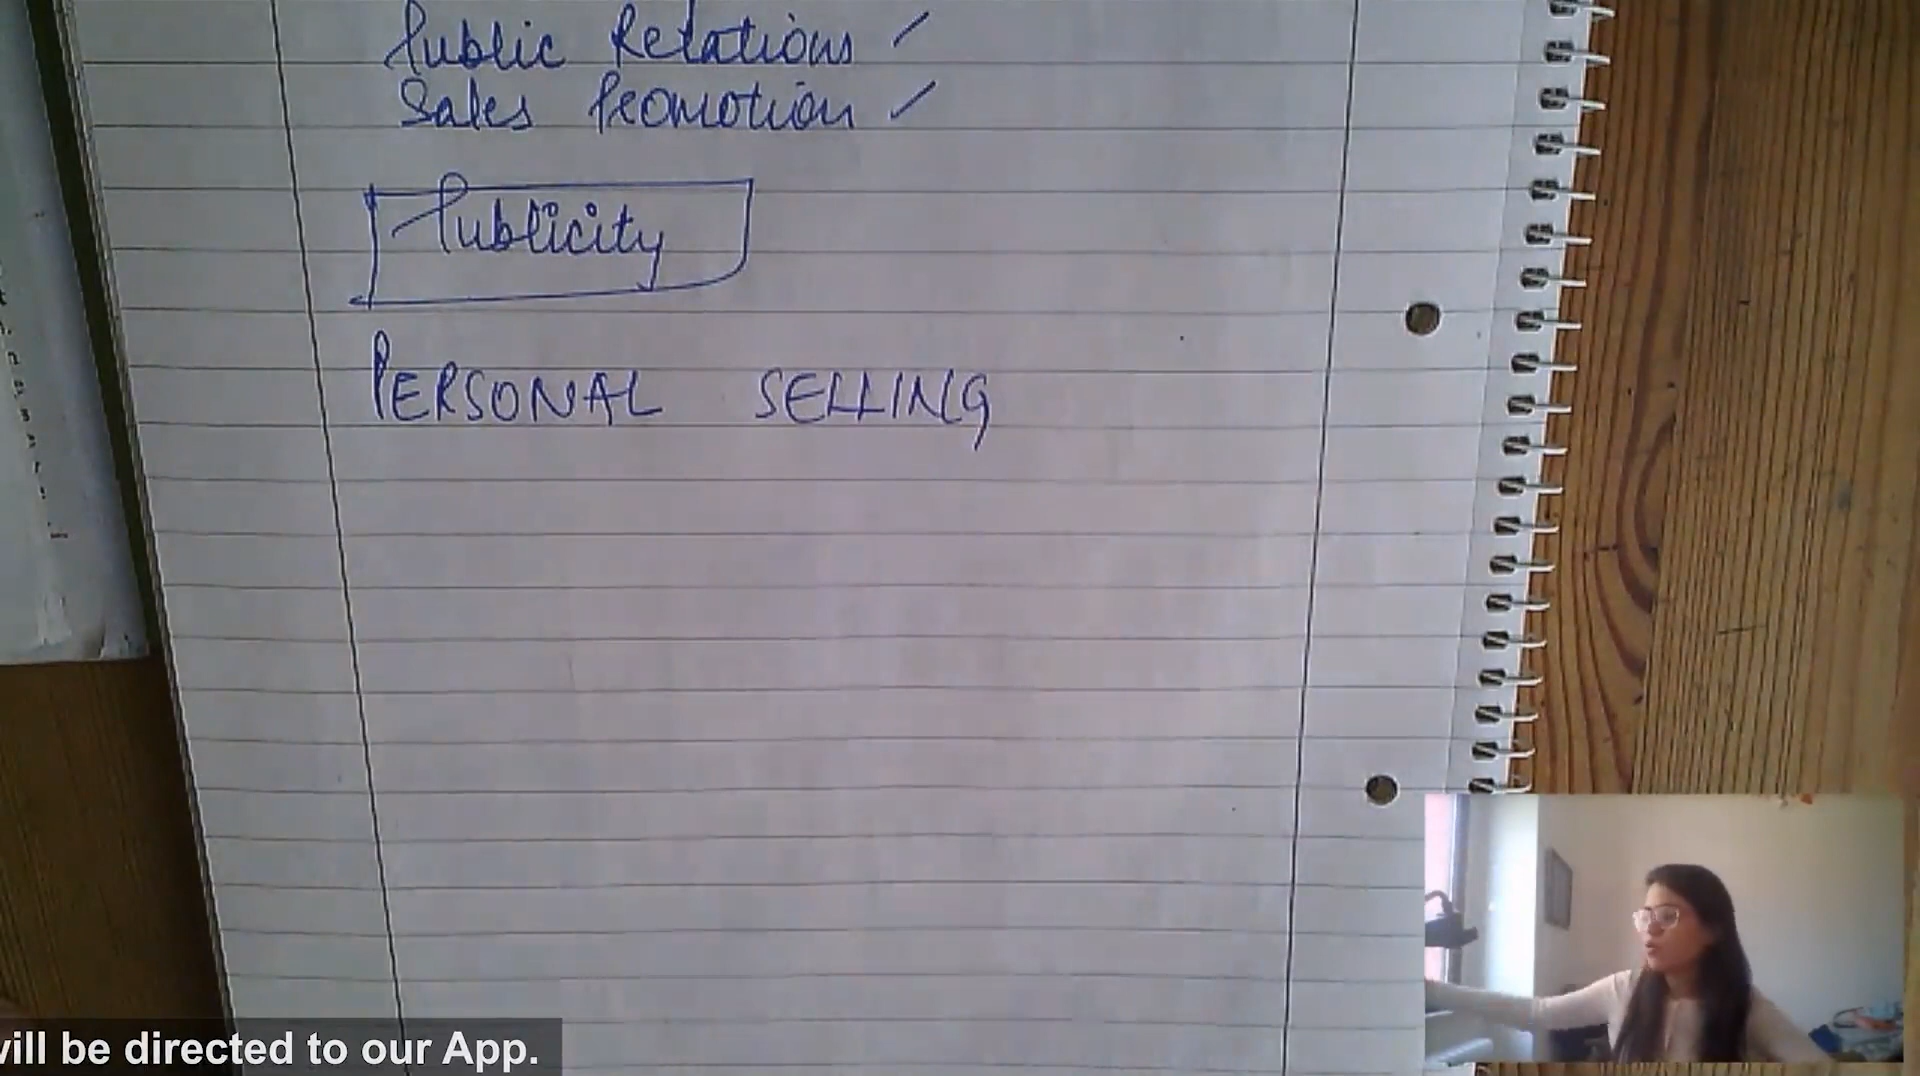 Public Relations
Sales Promotion
Publicity
PERSONAL SELLING
will be directed to our App.